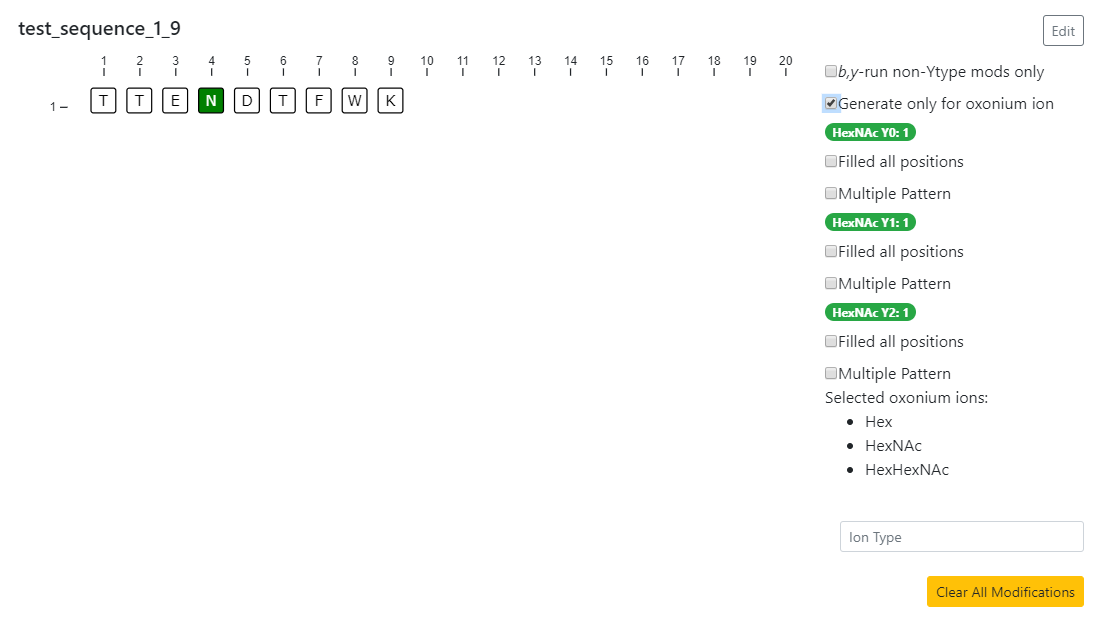 test_sequence_1_9
Edit
1 2 3 4 5 6 7 8 9 10 11 12 13 14 15 16 17 18 19 20
1 T T E N D T F W K
b,y-run non-Ytype mods only
Generate only for oxonium ion
HexNAc Y0: 1
Filled all positions
Multiple Pattern
HexNAc Y1: 1
Filled all positions
Multiple Pattern
HexNAc Y2: 1
Filled all positions
Multiple Pattern
Selected oxonium ions:
• Hex
• HexNAc
• HexHexNAc
Ion Type
Clear All Modifications